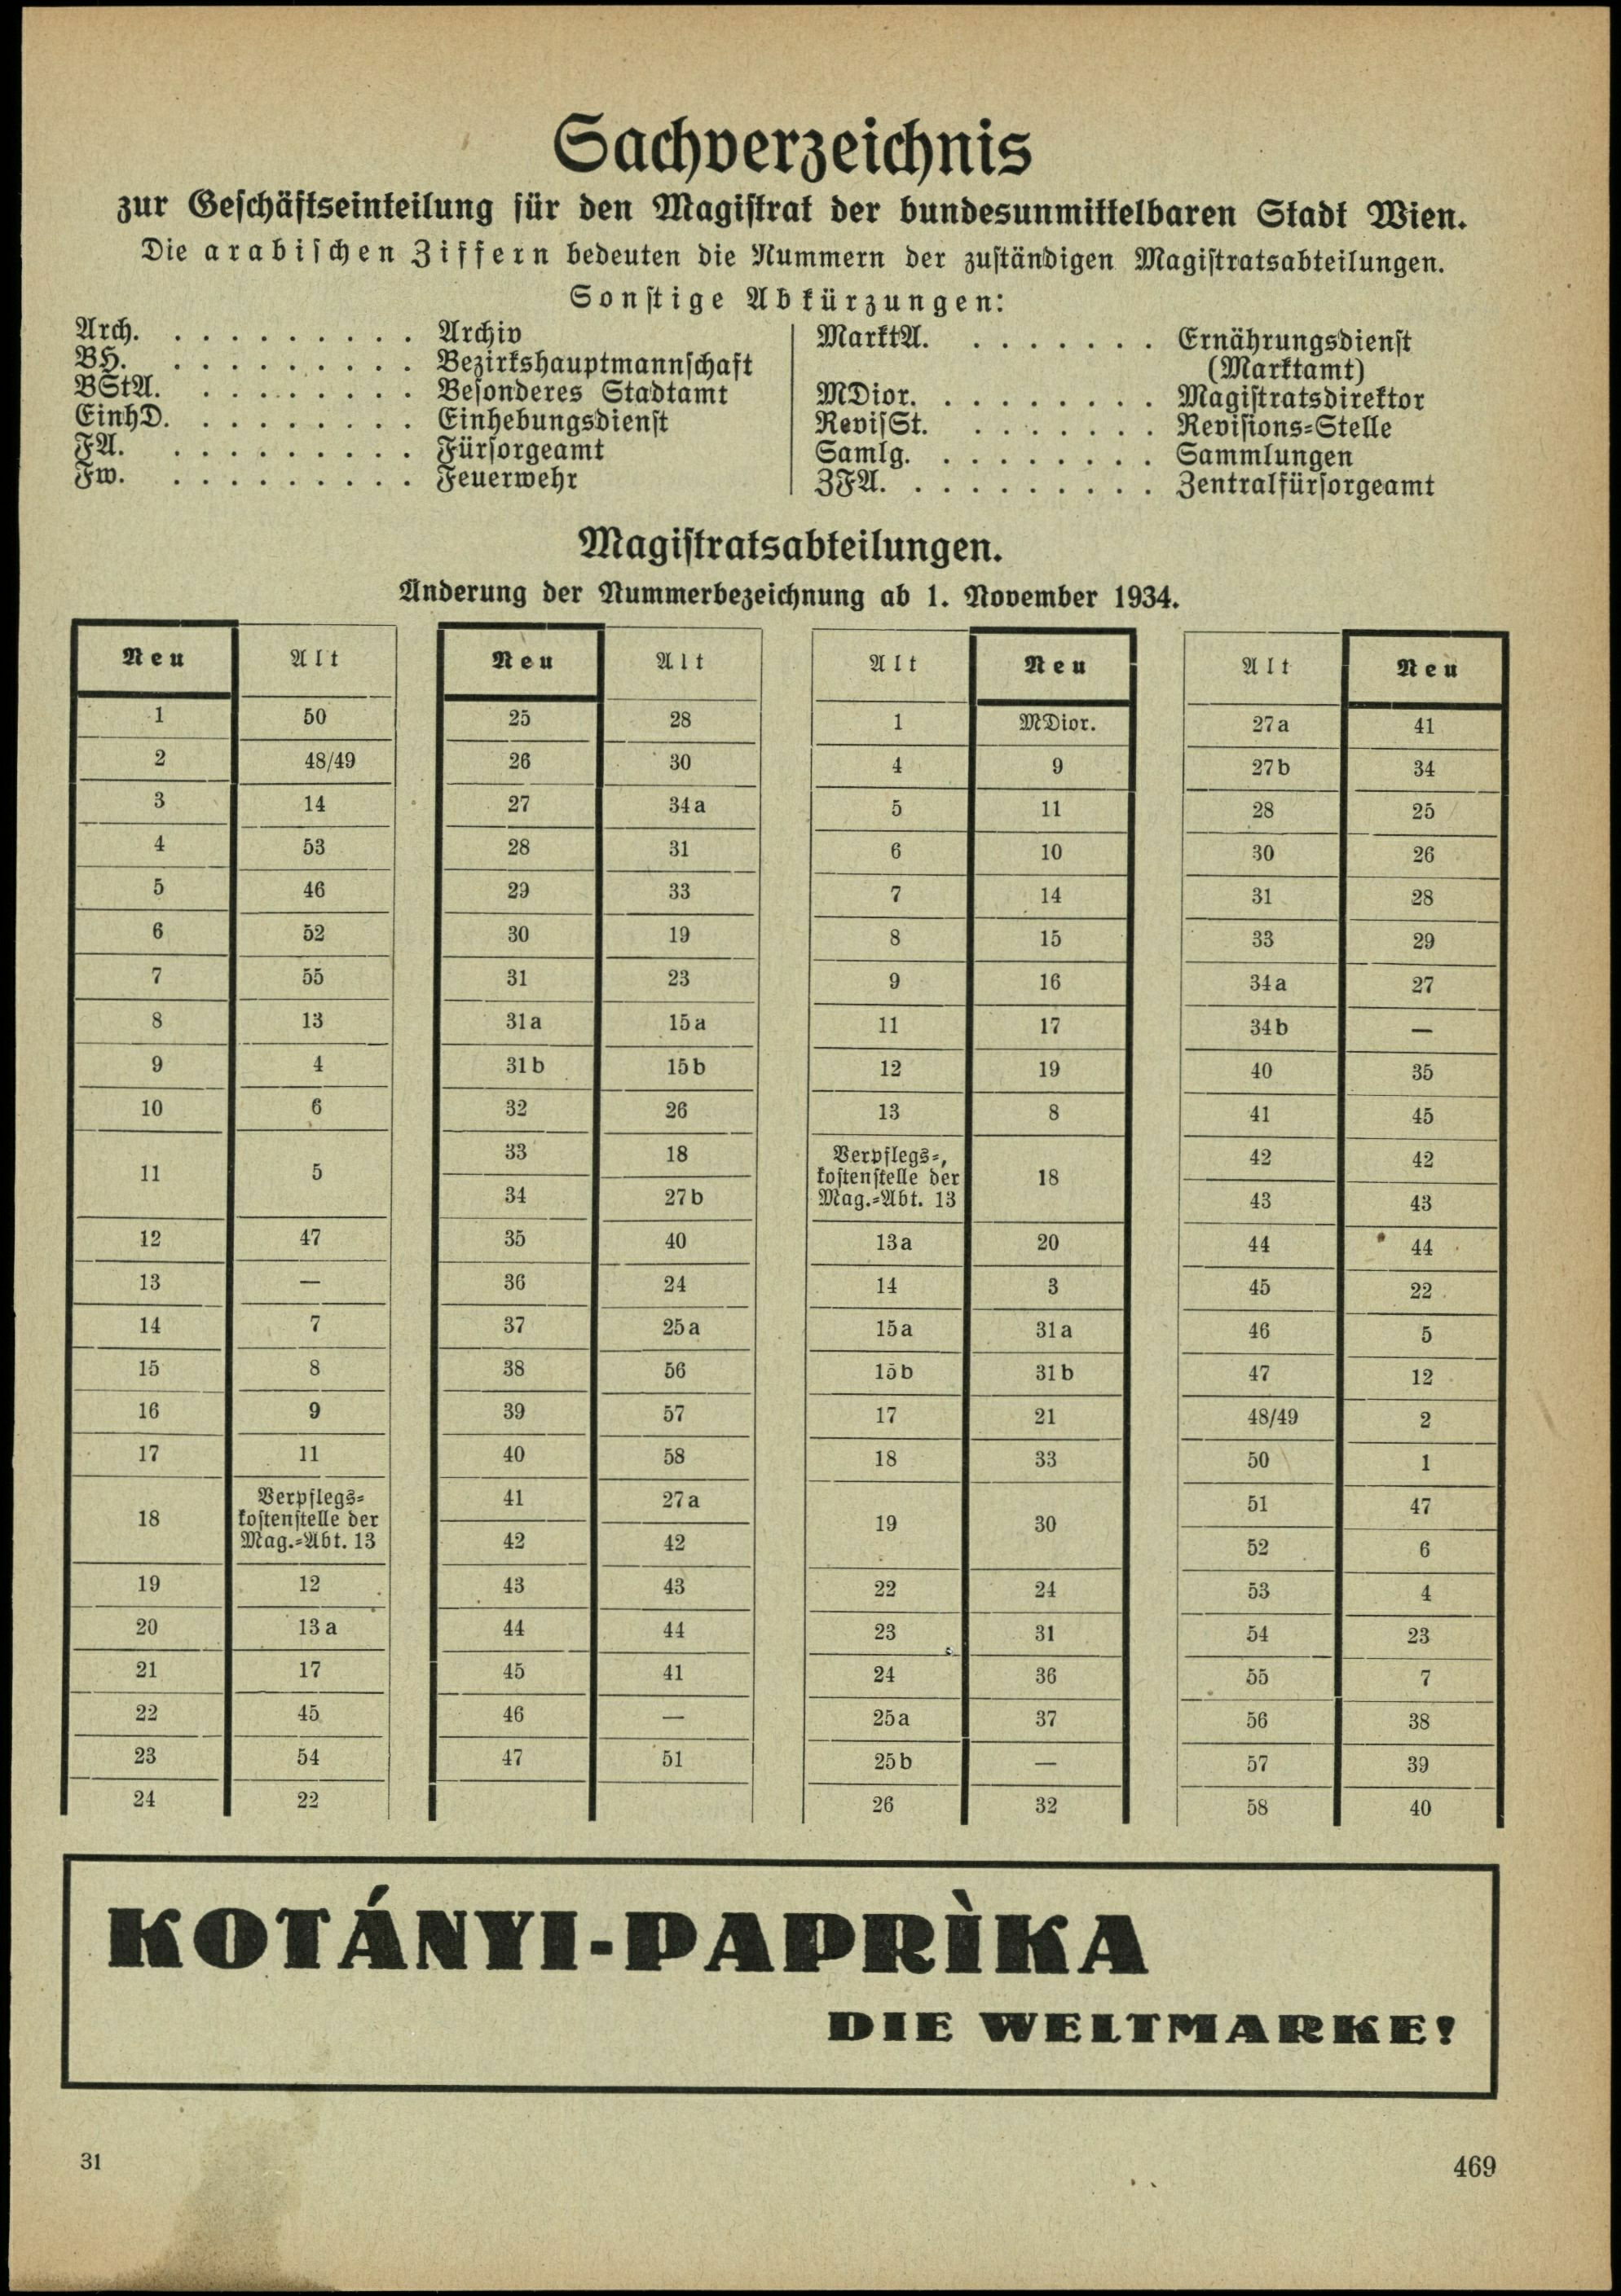 Sachverzeichnis
zur Geschäftseinteilung für den Magistrat der bundesunmittelbaren Stadt Wien.
Die arabischen Ziffern bedeuten die Nummern der zuständigen Magistratsabteilungen.
Sonstige Abkürzungen:
Arch. . . . . . . . . . Archiv
BH. . . . . . . . . . Bezirkshauptmannschaft
BStA. . . . . . . . . Besonderes Stadtamt
EinhD. . . . . . . . . Einhebungsdienst
FA. . . . . . . . . . Fürsorgeamt
Fw. . . . . . . . . . Feuerwehr
MarktA. . . . . . . . Ernährungsdienst
(Marktamt)
MDior. . . . . . . . . Magistratsdirektor
RevisSt. . . . . . . . Revisions-Stelle
Samlg. . . . . . . . . Sammlungen
ZFA. . . . . . . . . . Zentralfürsorgeamt
Magistratsabteilungen.
Änderung der Nummerbezeichnung ab 1. November 1934.
Neu Alt
1 50
2 48/49
3 14
4 53
5 46
6 52
7 55
8 13
9 4
10 6
11 5
12 47
13 —
14 7
15 8
16 9
17 11
18 Verpflegs-
kostenstelle der
Mag.-Abt. 13
19 12
20 13a
21 17
22 45
23 54
24 22
Neu Alt
25 28
26 30
27 34a
28 31
29 33
30 19
31 23
31a 15a
31b 15b
32 26
33 18
34 27b
35 40
36 24
37 25a
38 56
39 57
40 58
41 27a
42 42
43 43
44 44
45 41
46 —
47 51
Alt Neu
1 MDior.
4 9
5 11
6 10
7 14
8 15
9 16
11 17
12 19
13 8
Verpflegs-,
kostenstelle der
Mag.-Abt. 13 18
13a 20
14 3
15a 31a
15b 31b
17 21
18 33
19 30
22 24
23 31
24 36
25a 37
25b —
26 32
Alt Neu
27a 41
27b 34
28 25
30 26
31 28
33 29
34a 27
34b —
40 35
41 45
42 42
43 43
44 44
45 22
46 5
47 12
48/49 2
50 1
51 47
52 6
53 4
54 23
55 7
56 38
57 39
58 40
KOTÁNYI-PAPRÌKA
DIE WELTMARKE!
31
469